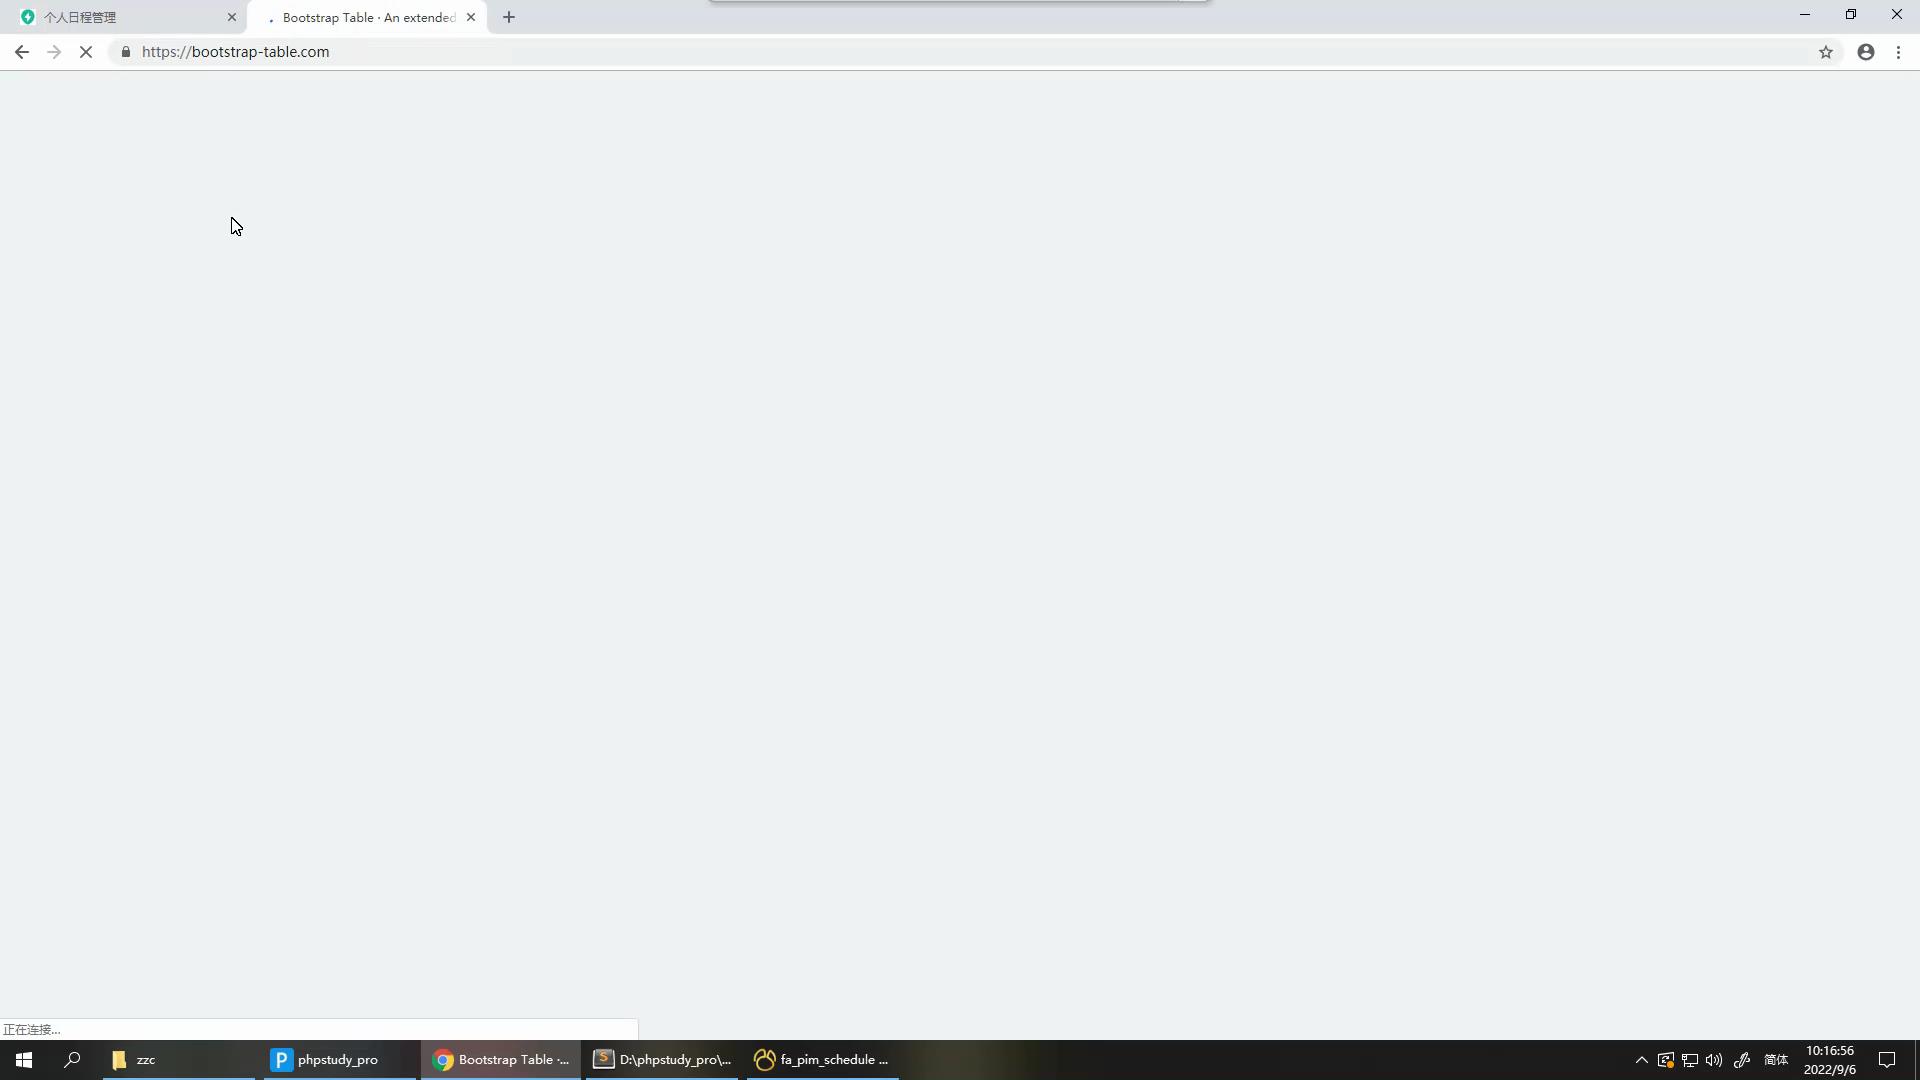 个人日程管理
Bootstrap Table · An extended
https://bootstrap-table.com
正在连接...
zzc
phpstudy_pro
Bootstrap Table ·...
D:\phpstudy_pro\...
fa_pim_schedule ...
简体
10:16:56
2022/9/6